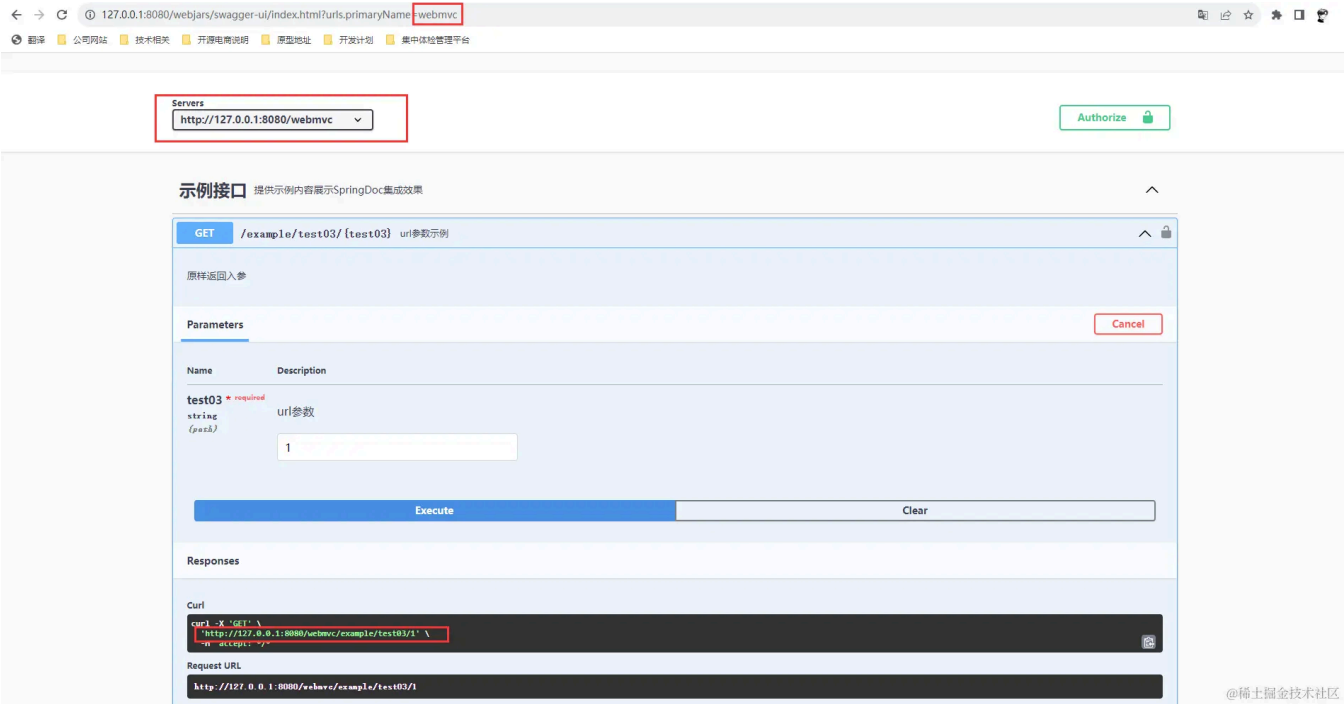 127.0.0.1:8080/webjars/swagger-ui/index.html?urls.primaryName=webmvc
翻译 公司网站 技术相关 开源电商说明 原型地址 开发计划 集中体检管理平台
Servers
http://127.0.0.1:8080/webmvc
Authorize
示例接口 提供示例内容展示SpringDoc集成效果
GET /example/test03/{test03} url参数示例
原样返回入参
Parameters
Cancel
Name Description
test03 * required
string
(path)
url参数
1
Execute Clear
Responses
Curl
curl -X 'GET' \
'http://127.0.0.1:8080/webmvc/example/test03/1' \
-H 'accept: */*'
Request URL
http://127.0.0.1:8080/webmvc/example/test03/1
@稀土掘金技术社区